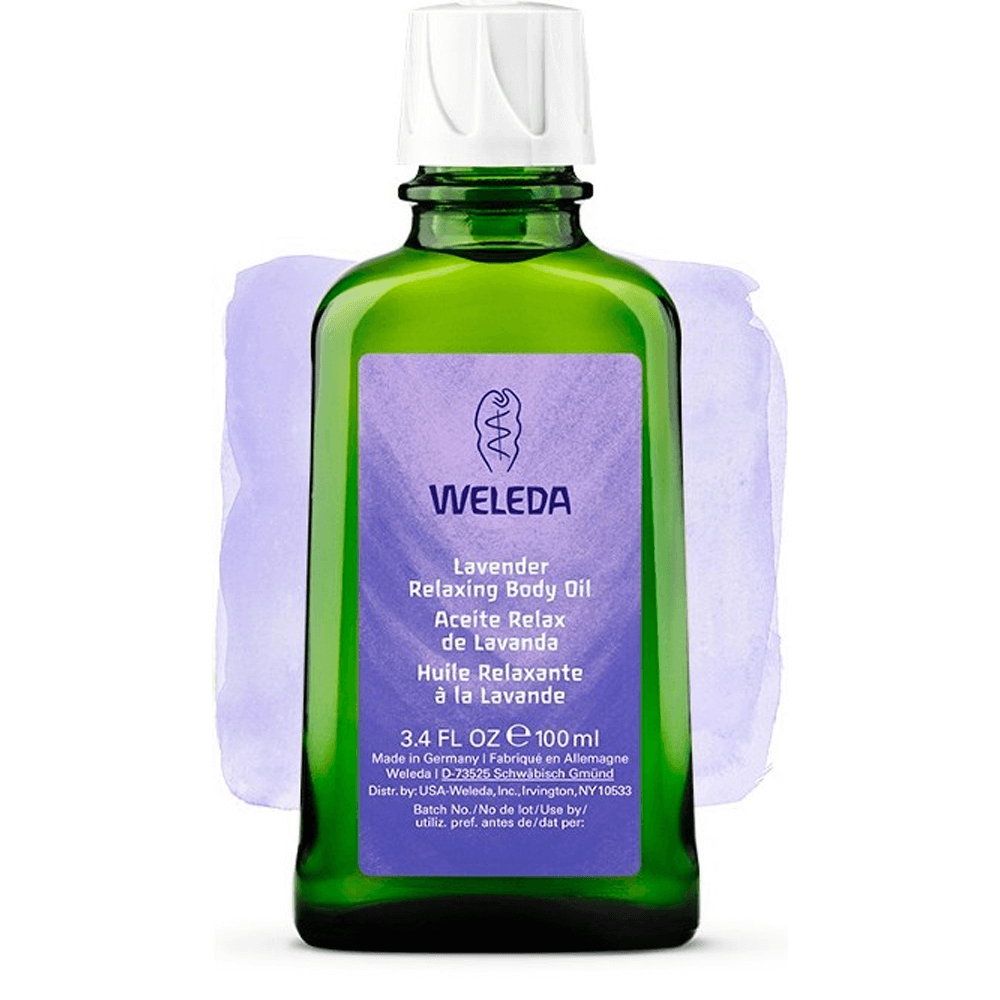 WELEDA
Lavender
Relaxing Body Oil
Aceite Relax
de Lavanda
Huile Relaxante
à la Lavande
3.4 FL OZ ℮ 100 ml
Made in Germany | Fabriqué en Allemagne
Weleda | D-73525 Schwäbisch Gmünd
Distr. by: USA-Weleda, Inc., Irvington, NY 10533
Batch No./No de lot/Use by/
utiliz. pref. antes de/dat per: